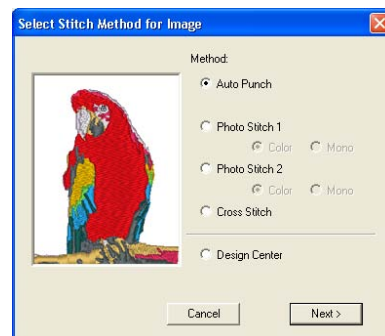 Select Stitch Method for Image
Method:
Auto Punch
Photo Stitch 1
Color Mono
Photo Stitch 2
Color Mono
Cross Stitch
Design Center
Cancel Next >